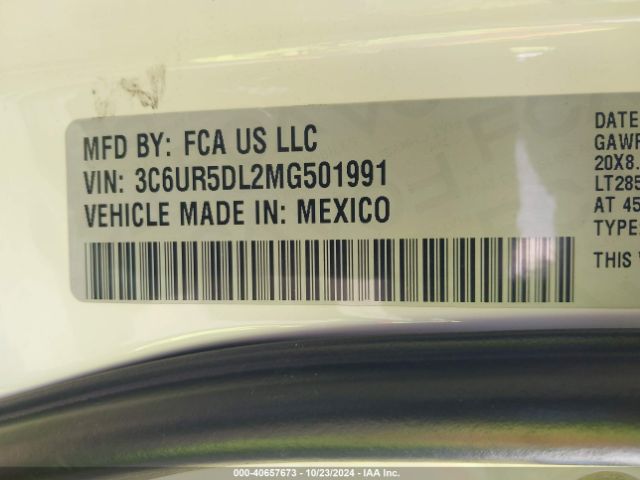 MFD BY: FCA US LLC
VIN: 3C6UR5DL2MG501991
VEHICLE MADE IN: MEXICO
DATE
GAWR
20X8.
LT285
AT 45
TYPE:
THIS
000-40657673 - 10/23/2024 - IAA Inc.